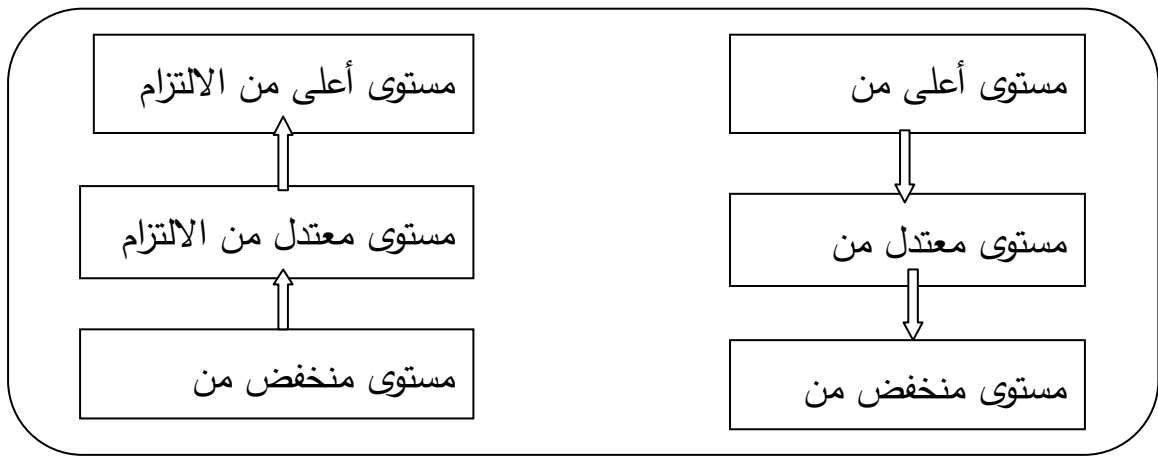 مستوى أعلى من
مستوى معتدل من
مستوى منخفض من
مستوى أعلى من الالتزام
مستوى معتدل من الالتزام
مستوى منخفض من